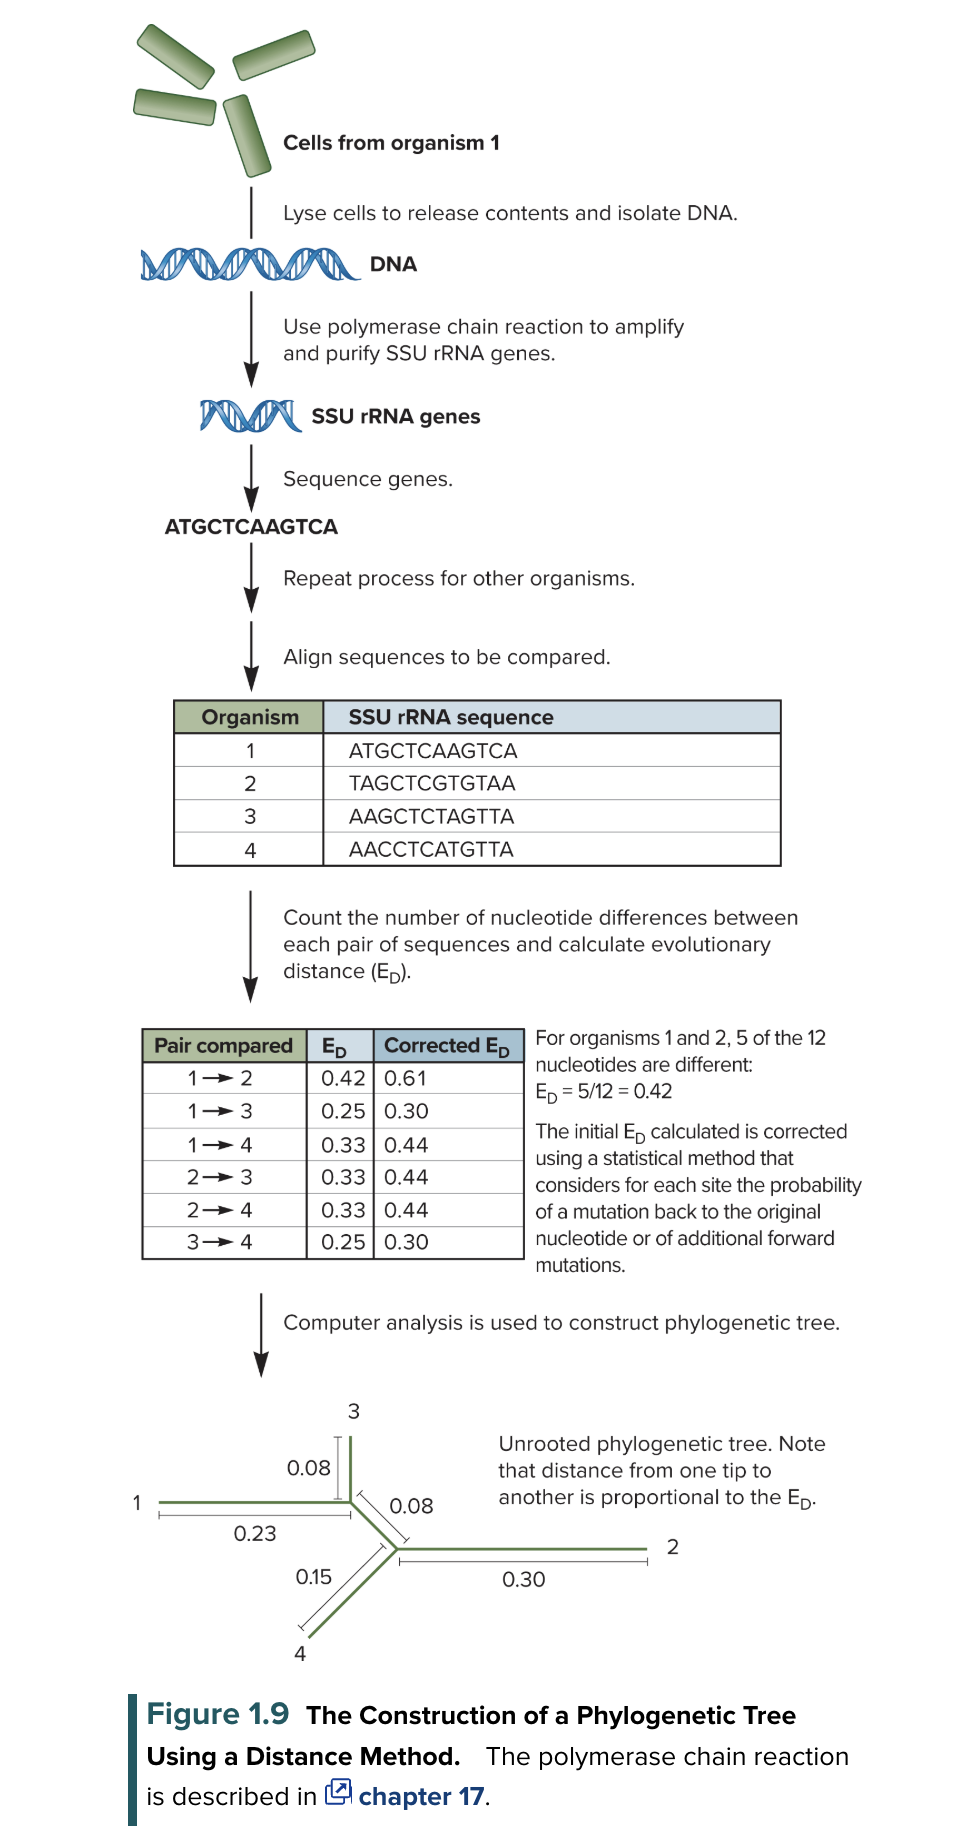 Cells from organism 1
Lyse cells to release contents and isolate DNA.
DNA
Use polymerase chain reaction to amplify
and purify SSU rRNA genes.
SSU rRNA genes
Sequence genes.
ATGCTCAAGTCA
Repeat process for other organisms.
Align sequences to be compared.
Organism SSU rRNA sequence
1 ATGCTCAAGTCA
2 TAGCTCGTGTAA
3 AAGCTCTAGTTA
4 AACCTCATGTTA
Count the number of nucleotide differences between
each pair of sequences and calculate evolutionary
distance (ED).
Pair compared ED Corrected ED
1 → 2 0.42 0.61
1 → 3 0.25 0.30
1 → 4 0.33 0.44
2 → 3 0.33 0.44
2 → 4 0.33 0.44
3 → 4 0.25 0.30
For organisms 1 and 2, 5 of the 12
nucleotides are different:
ED = 5/12 = 0.42
The initial ED calculated is corrected
using a statistical method that
considers for each site the probability
of a mutation back to the original
nucleotide or of additional forward
mutations.
Computer analysis is used to construct phylogenetic tree.
3
0.08
1
0.08
0.23
2
0.15
0.30
4
Unrooted phylogenetic tree. Note
that distance from one tip to
another is proportional to the ED.
Figure 1.9 The Construction of a Phylogenetic Tree
Using a Distance Method. The polymerase chain reaction
is described in chapter 17.